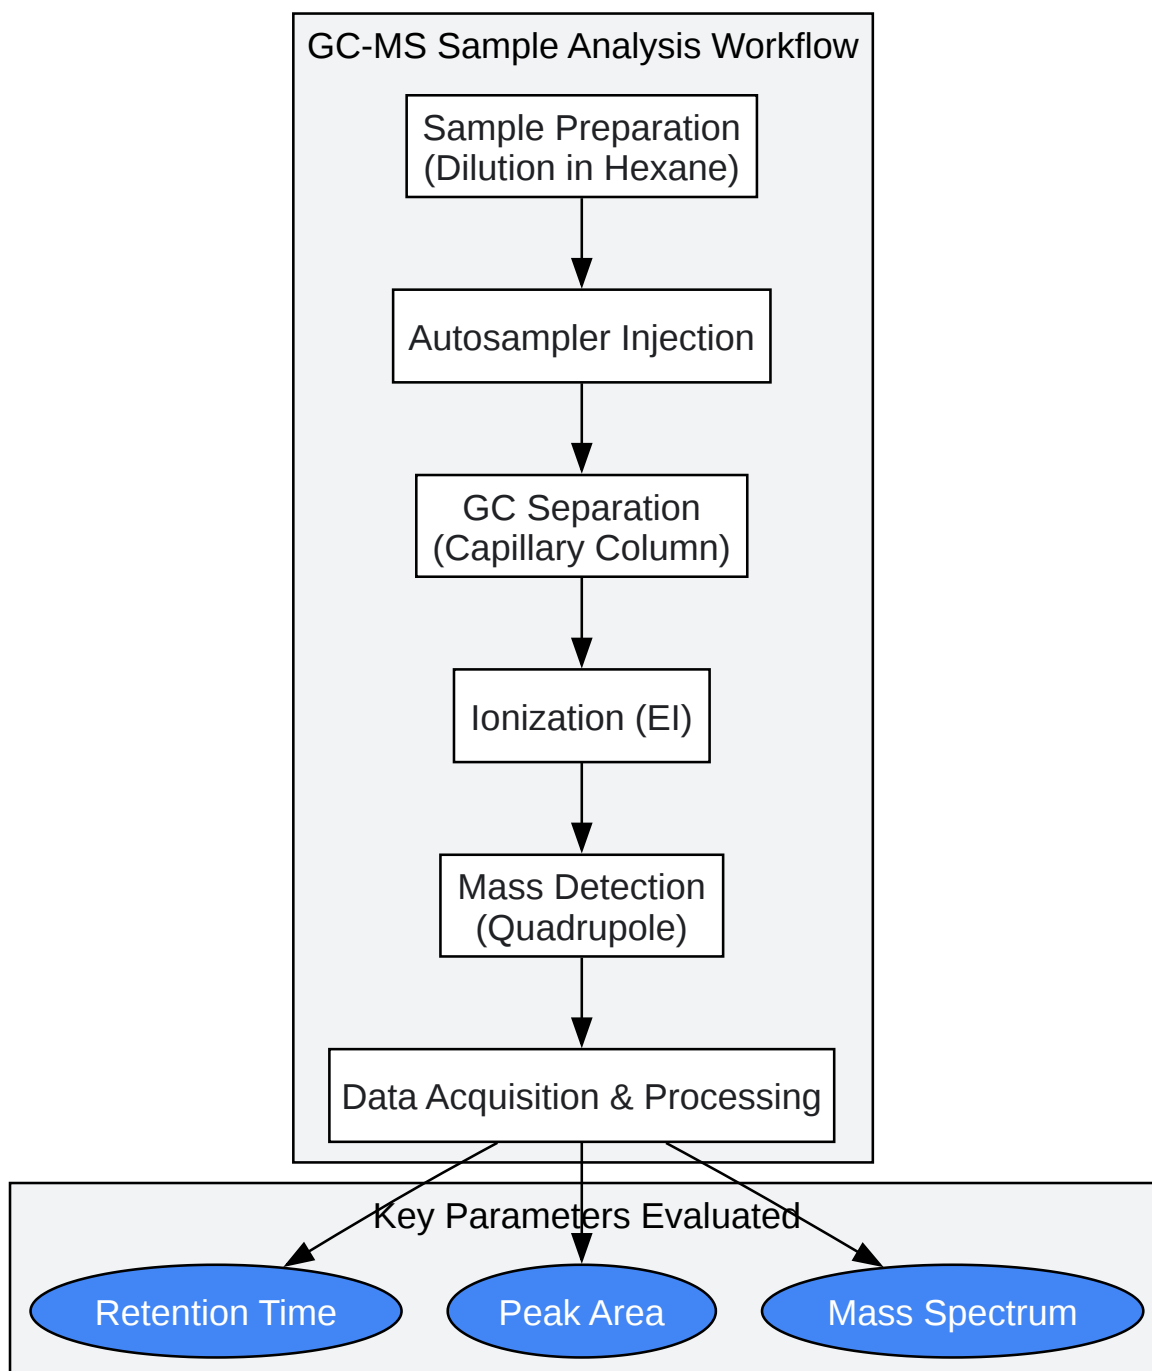 GC-MS Sample Analysis Workflow
Sample Preparation
(Dilution in Hexane)
Autosampler Injection
GC Separation
(Capillary Column)
Ionization (EI)
Mass Detection
(Quadrupole)
Data Acquisition & Processing
Key Parameters Evaluated
Retention Time
Peak Area
Mass Spectrum